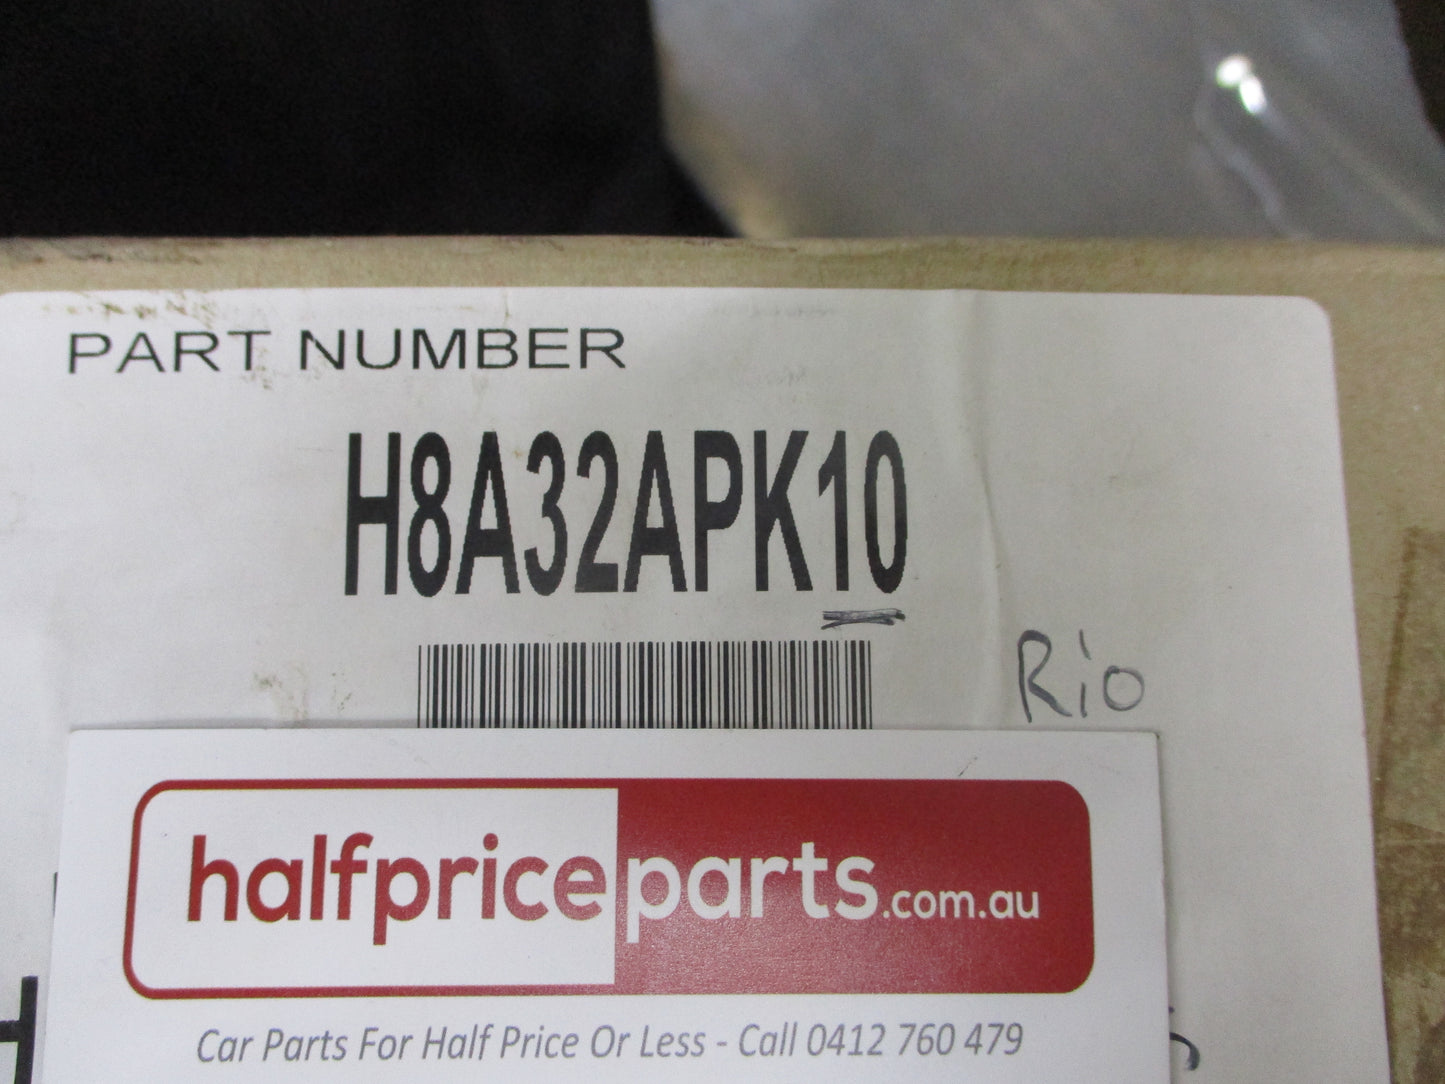 PART NUMBER
H8A32APK10
Rio
halfpriceparts.com.au
Car Parts For Half Price Or Less - Call 0412 760 479